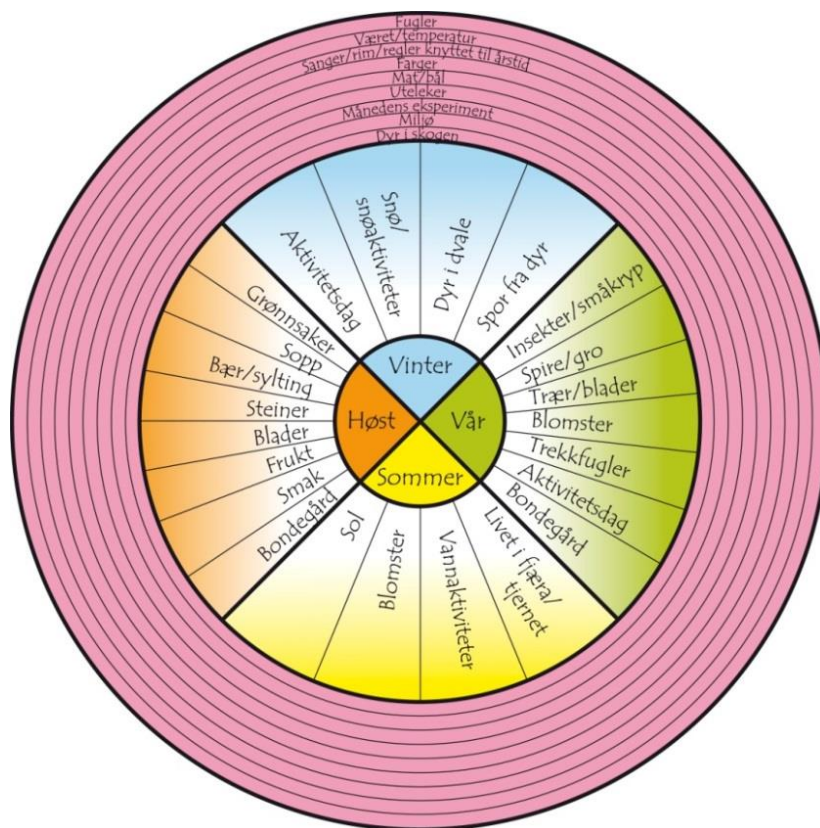 Fugler
Været/temperatur
Sanger/rim/regler knyttet til årstid
Farger
Mat/bål
Uteleker
Månedens eksperiment
Miljø
Dyr i skogen
Vinter
Aktivitetsdag
Snø/
snøaktiviteter
Dyr i dvale
Spor fra dyr
Vår
Insekter/småkryp
Spire/gro
Trær/blader
Blomster
Trekkfugler
Aktivitetsdag
Bondegård
Sommer
Livet i fjæra/
tjernet
Vannaktiviteter
Blomster
Sol
Høst
Bondegård
Smak
Frukt
Blader
Steiner
Bær/sylting
Sopp
Grønnsaker